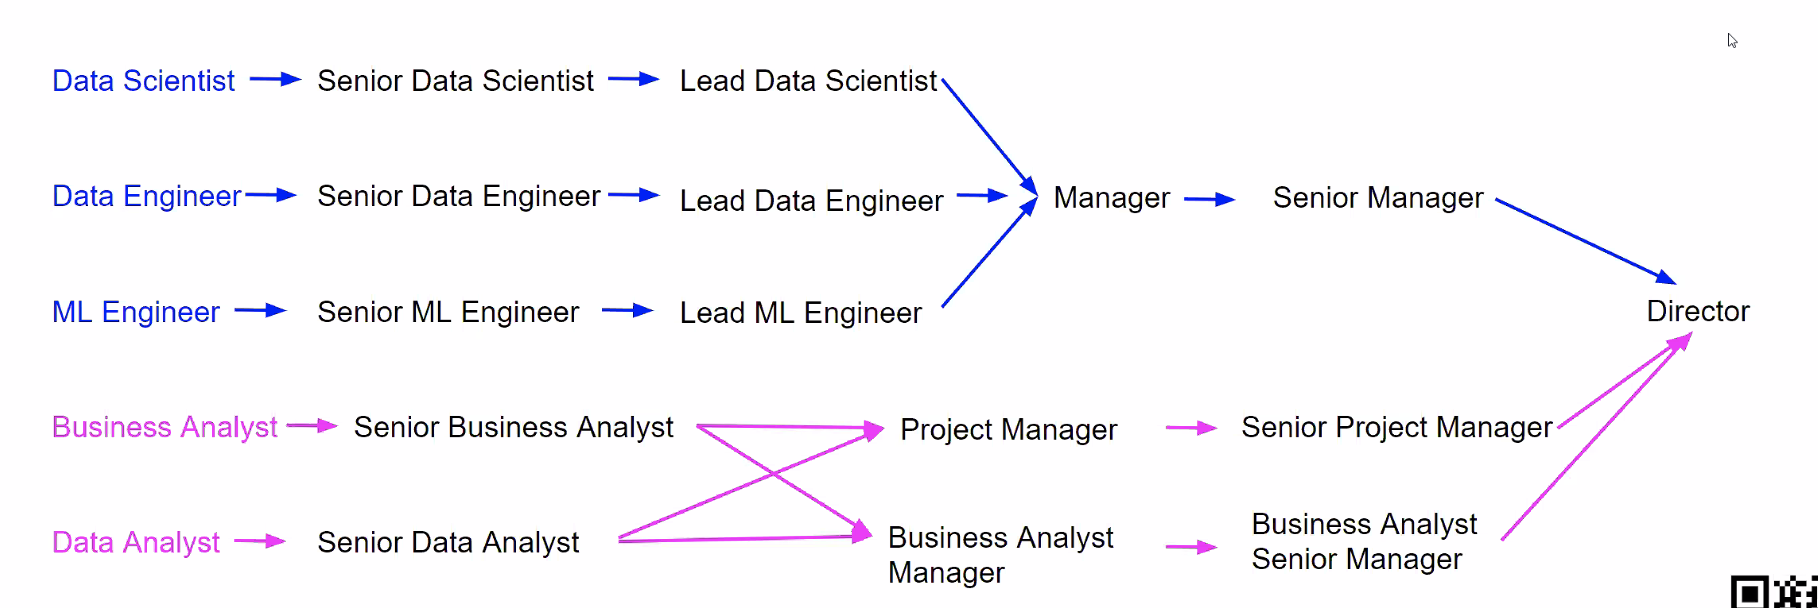 Data Scientist
Senior Data Scientist
Lead Data Scientist
Data Engineer
Senior Data Engineer
Lead Data Engineer
Manager
Senior Manager
ML Engineer
Senior ML Engineer
Lead ML Engineer
Director
Business Analyst
Senior Business Analyst
Project Manager
Senior Project Manager
Data Analyst
Senior Data Analyst
Business Analyst
Manager
Business Analyst
Senior Manager